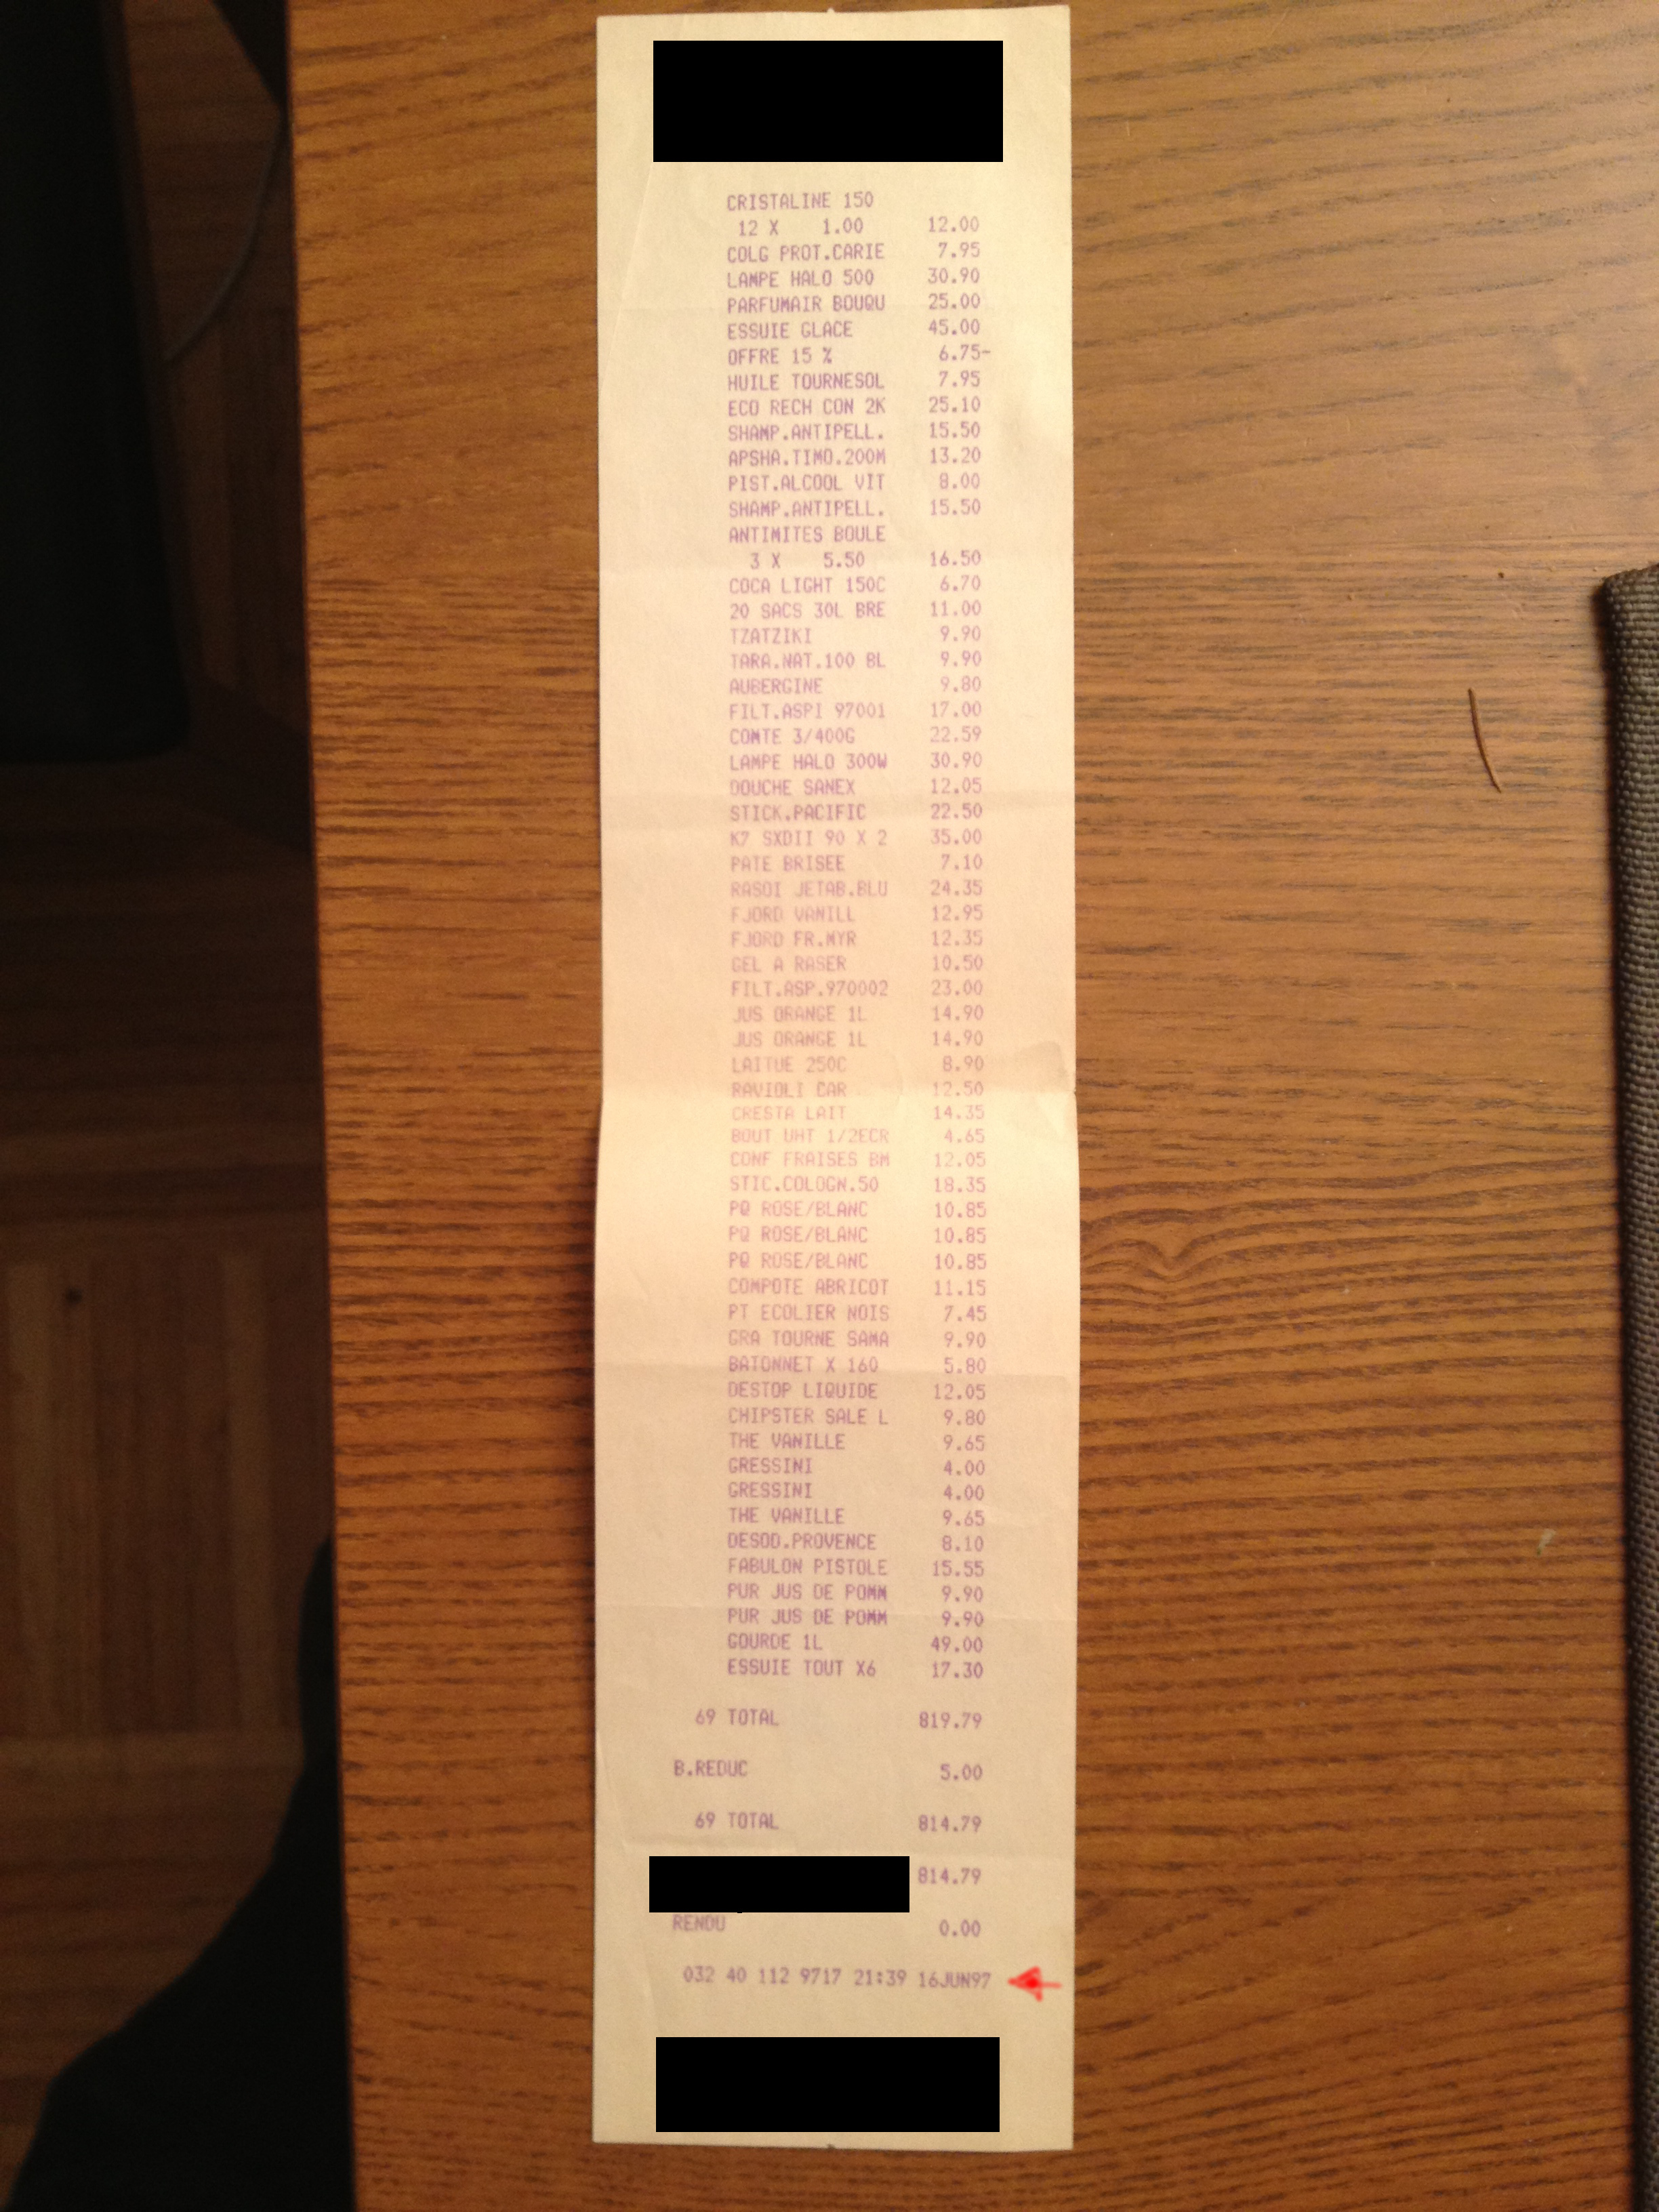 CRISTALINE 150
12 X 1.00 12.00
COLG PROT.CARIE 7.95
LAMPE HALO 500 30.90
PARFUMAIR BOUQU 25.00
ESSUIE GLACE 45.00
OFFRE 15 % 6.75-
HUILE TOURNESOL 7.95
ECO RECH CON 2K 25.10
SHAMP.ANTIPELL. 15.50
APSHA.TIMO.200M 13.20
PIST.ALCOOL VIT 8.00
SHAMP.ANTIPELL. 15.50
ANTIMITES BOULE
3 X 5.50 16.50
COCA LIGHT 150C 6.70
20 SACS 30L BRE 11.00
TZATZIKI 9.90
TARA.NAT.100 BL 9.90
AUBERGINE 9.80
FILT.ASPI 97001 17.00
COMTE 3/400G 22.59
LAMPE HALO 300W 30.90
DOUCHE SANEX 12.05
STICK.PACIFIC 22.50
K7 SXDII 90 X 2 35.00
PATE BRISEE 7.10
RASOI JETAB.BLU 24.35
FJORD VANILL 12.95
FJORD FR.MYR 12.35
GEL A RASER 10.50
FILT.ASP.970002 23.00
JUS ORANGE 1L 14.90
JUS ORANGE 1L 14.90
LAITUE 250C 8.90
RAVIOLI CAR 12.50
CRESTA LAIT 14.35
BOUT UHT 1/2ECR 4.65
CONF FRAISES BM 12.05
STIC.COLOGN.50 18.35
PQ ROSE/BLANC 10.85
PQ ROSE/BLANC 10.85
PQ ROSE/BLANC 10.85
COMPOTE ABRICOT 11.15
PT ECOLIER NOIS 7.45
GRA TOURNE SAMA 9.90
BATONNET X 160 5.80
DESTOP LIQUIDE 12.05
CHIPSTER SALE L 9.80
THE VANILLE 9.65
GRESSINI 4.00
GRESSINI 4.00
THE VANILLE 9.65
DESOD.PROVENCE 8.10
FABULON PISTOLE 15.55
PUR JUS DE POMM 9.90
PUR JUS DE POMM 9.90
GOURDE 1L 49.00
ESSUIE TOUT X6 17.30
69 TOTAL 819.79
B.REDUC 5.00
69 TOTAL 814.79
814.79
RENDU 0.00
032 40 112 9717 21:39 16JUN97